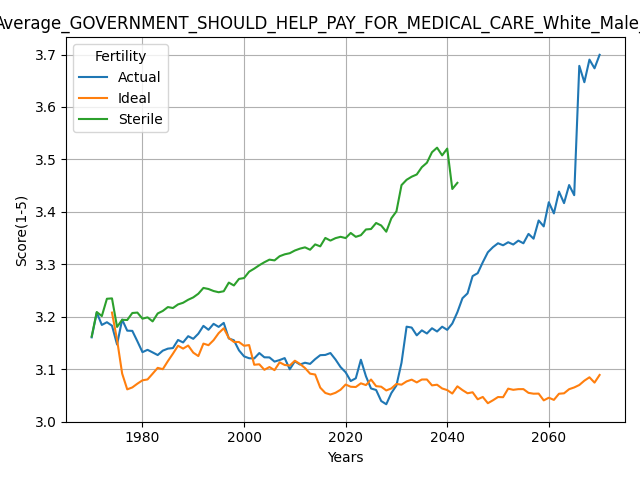 Average_GOVERNMENT_SHOULD_HELP_PAY_FOR_MEDICAL_CARE_White_Male_
Fertility
Actual
Ideal
Sterile
Score(1-5)
3.7
3.6
3.5
3.4
3.3
3.2
3.1
3.0
1980 2000 2020 2040 2060
Years